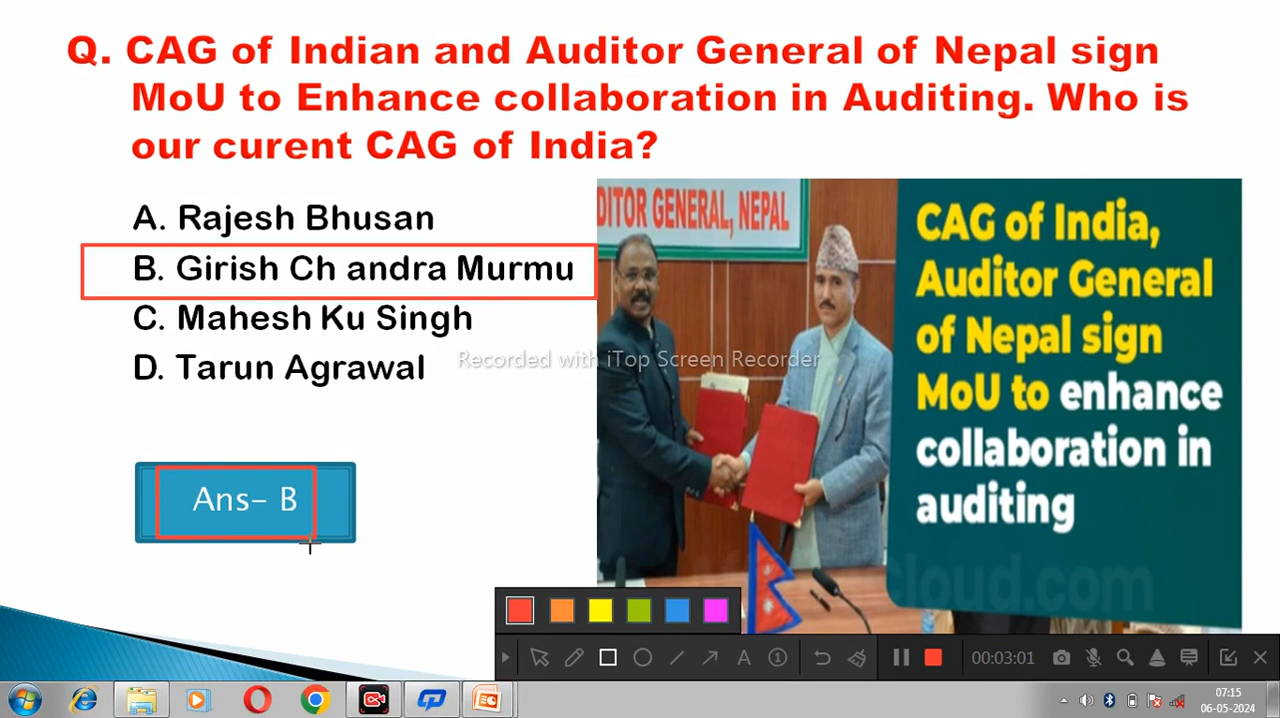 Q. CAG of Indian and Auditor General of Nepal sign
MoU to Enhance collaboration in Auditing. Who is
our curent CAG of India?
A. Rajesh Bhusan
B. Girish Ch andra Murmu
C. Mahesh Ku Singh
D. Tarun Agrawal
Ans- B
DITOR GENERAL, NEPAL
CAG of India,
Auditor General
of Nepal sign
MoU to enhance
collaboration in
auditing
cloud.com
Recorded with iTop Screen Recorder
A
1
00:03:01
07:15
06-05-2024